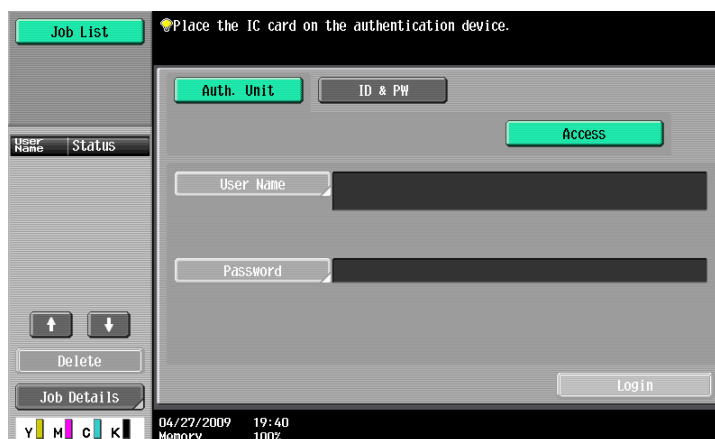 Job List
Place the IC card on the authentication device.
Auth. Unit
ID & PW
Access
User Name
Status
User Name
Password
Delete
Job Details
Login
Y M C K
04/27/2009 19:40
Memory 100%